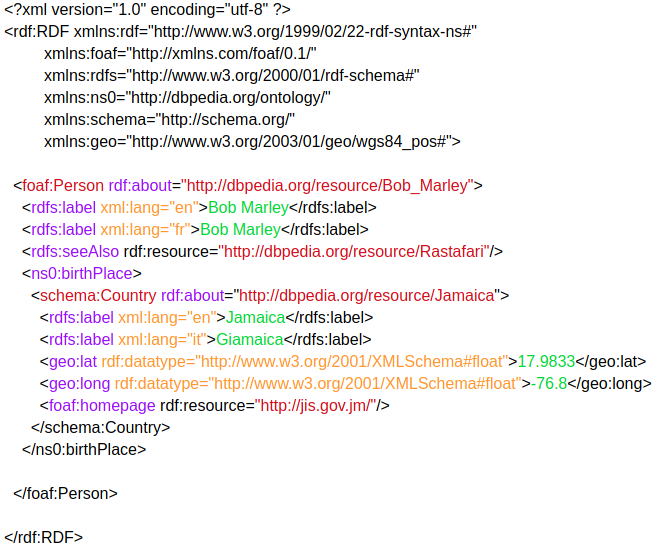 <?xml version="1.0" encoding="utf-8" ?>
<rdf:RDF xmlns:rdf="http://www.w3.org/1999/02/22-rdf-syntax-ns#"
xmlns:foaf="http://xmlns.com/foaf/0.1/"
xmlns:rdfs="http://www.w3.org/2000/01/rdf-schema#"
xmlns:ns0="http://dbpedia.org/ontology/"
xmlns:schema="http://schema.org/"
xmlns:geo="http://www.w3.org/2003/01/geo/wgs84_pos#">
<foaf:Person rdf:about="http://dbpedia.org/resource/Bob_Marley">
<rdfs:label xml:lang="en">Bob Marley</rdfs:label>
<rdfs:label xml:lang="fr">Bob Marley</rdfs:label>
<rdfs:seeAlso rdf:resource="http://dbpedia.org/resource/Rastafari"/>
<ns0:birthPlace>
<schema:Country rdf:about="http://dbpedia.org/resource/Jamaica">
<rdfs:label xml:lang="en">Jamaica</rdfs:label>
<rdfs:label xml:lang="it">Giamaica</rdfs:label>
<geo:lat rdf:datatype="http://www.w3.org/2001/XMLSchema#float">17.9833</geo:lat>
<geo:long rdf:datatype="http://www.w3.org/2001/XMLSchema#float">-76.8</geo:long>
<foaf:homepage rdf:resource="http://jis.gov.jm/"/>
</schema:Country>
</ns0:birthPlace>
</foaf:Person>
</rdf:RDF>